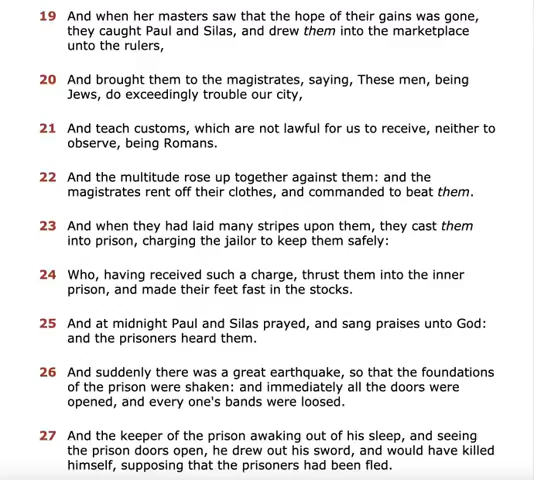 19 And when her masters saw that the hope of their gains was gone,
they caught Paul and Silas, and drew them into the marketplace
unto the rulers,
20 And brought them to the magistrates, saying, These men, being
Jews, do exceedingly trouble our city,
21 And teach customs, which are not lawful for us to receive, neither to
observe, being Romans.
22 And the multitude rose up together against them: and the
magistrates rent off their clothes, and commanded to beat them.
23 And when they had laid many stripes upon them, they cast them
into prison, charging the jailor to keep them safely:
24 Who, having received such a charge, thrust them into the inner
prison, and made their feet fast in the stocks.
25 And at midnight Paul and Silas prayed, and sang praises unto God:
and the prisoners heard them.
26 And suddenly there was a great earthquake, so that the foundations
of the prison were shaken: and immediately all the doors were
opened, and every one's bands were loosed.
27 And the keeper of the prison awaking out of his sleep, and seeing
the prison doors open, he drew out his sword, and would have killed
himself, supposing that the prisoners had been fled.